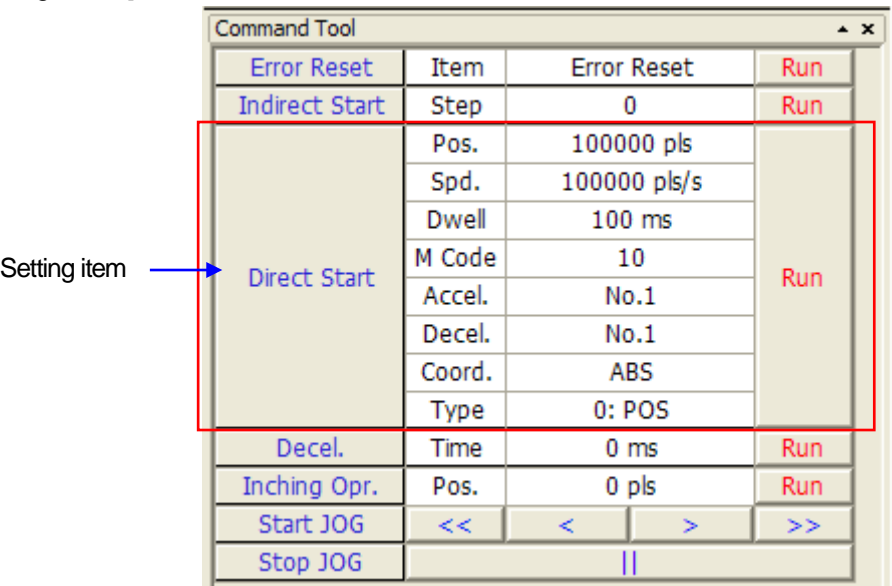 Command Tool
Error Reset Item Error Reset Run
Indirect Start Step 0 Run
Setting item
Direct Start
Pos. 100000 pls
Spd. 100000 pls/s
Dwell 100 ms
M Code 10
Accel. No.1
Decel. No.1
Coord. ABS
Type 0: POS
Run
Decel. Time 0 ms Run
Inching Opr. Pos. 0 pls Run
Start JOG << < > >>
Stop JOG ||